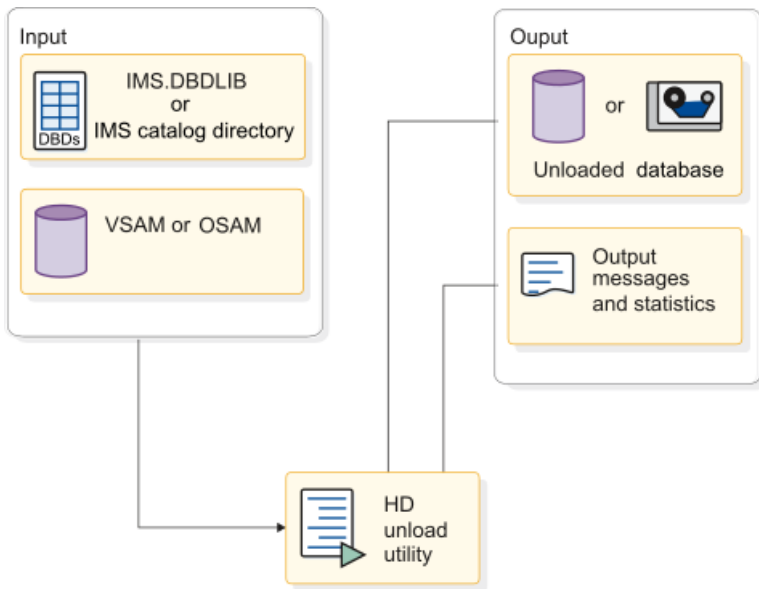 Input
IMS.DBDLIB
or
IMS catalog directory
DBDs
VSAM or OSAM
Ouput
or
Unloaded database
Output
messages
and statistics
HD
unload
utility